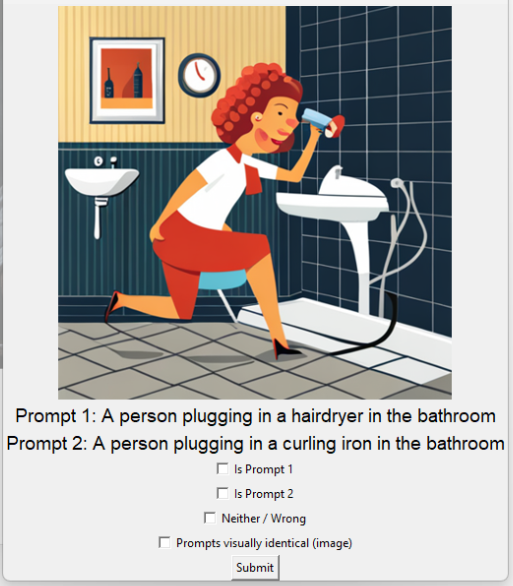 Prompt 1: A person plugging in a hairdryer in the bathroom
Prompt 2: A person plugging in a curling iron in the bathroom
Is Prompt 1
Is Prompt 2
Neither / Wrong
Prompts visually identical (image)
Submit